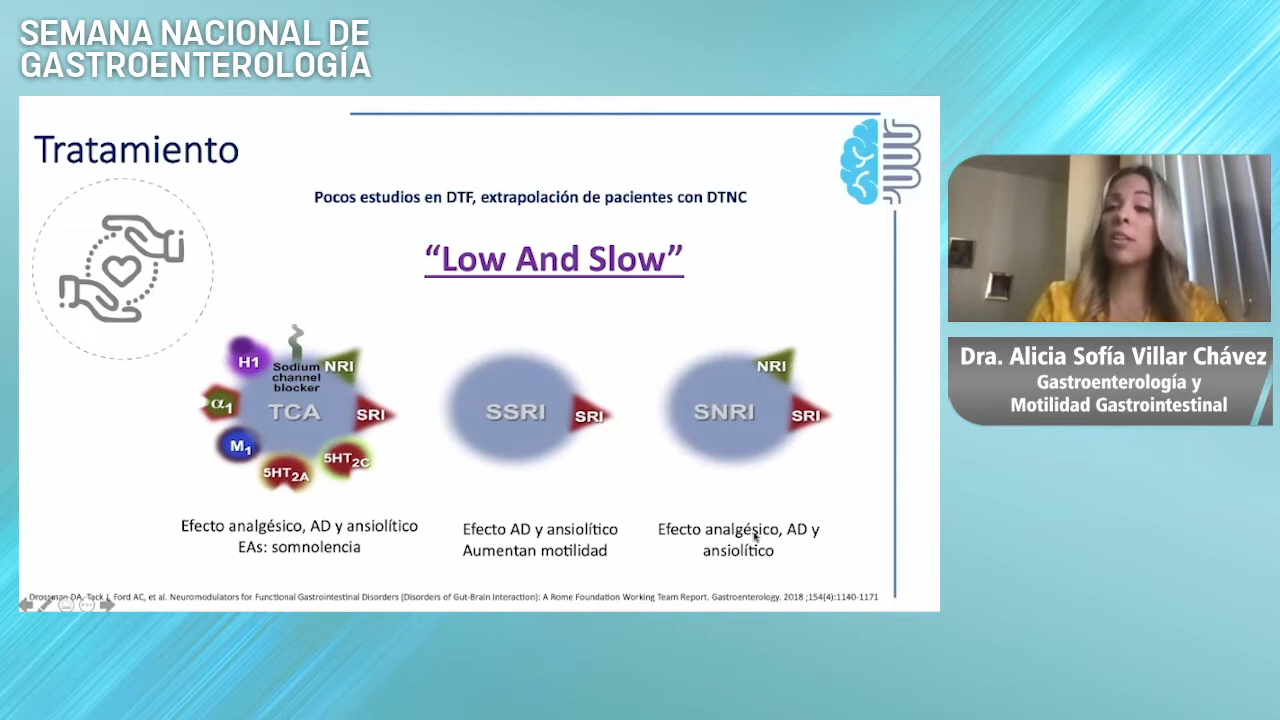 SEMANA NACIONAL DE
GASTROENTEROLOGÍA
Tratamiento
Pocos estudios en DTF, extrapolación de pacientes con DTNC
“Low And Slow”
H1
Sodium
channel
blocker
NRI
α1
TCA
SRI
M1
5HT2A
5HT2C
SSRI
SRI
NRI
SNRI
SRI
Efecto analgésico, AD y ansiolítico
EAs: somnolencia
Efecto AD y ansiolítico
Aumentan motilidad
Efecto analgésico, AD y
ansiolítico
Drossman DA, Tack J, Ford AC, et al. Neuromodulators for Functional Gastrointestinal Disorders (Disorders of Gut-Brain Interaction): A Rome Foundation Working Team Report. Gastroenterology. 2018 ;154(4):1140-1171
Dra. Alicia Sofía Villar Chávez
Gastroenterología y
Motilidad Gastrointestinal